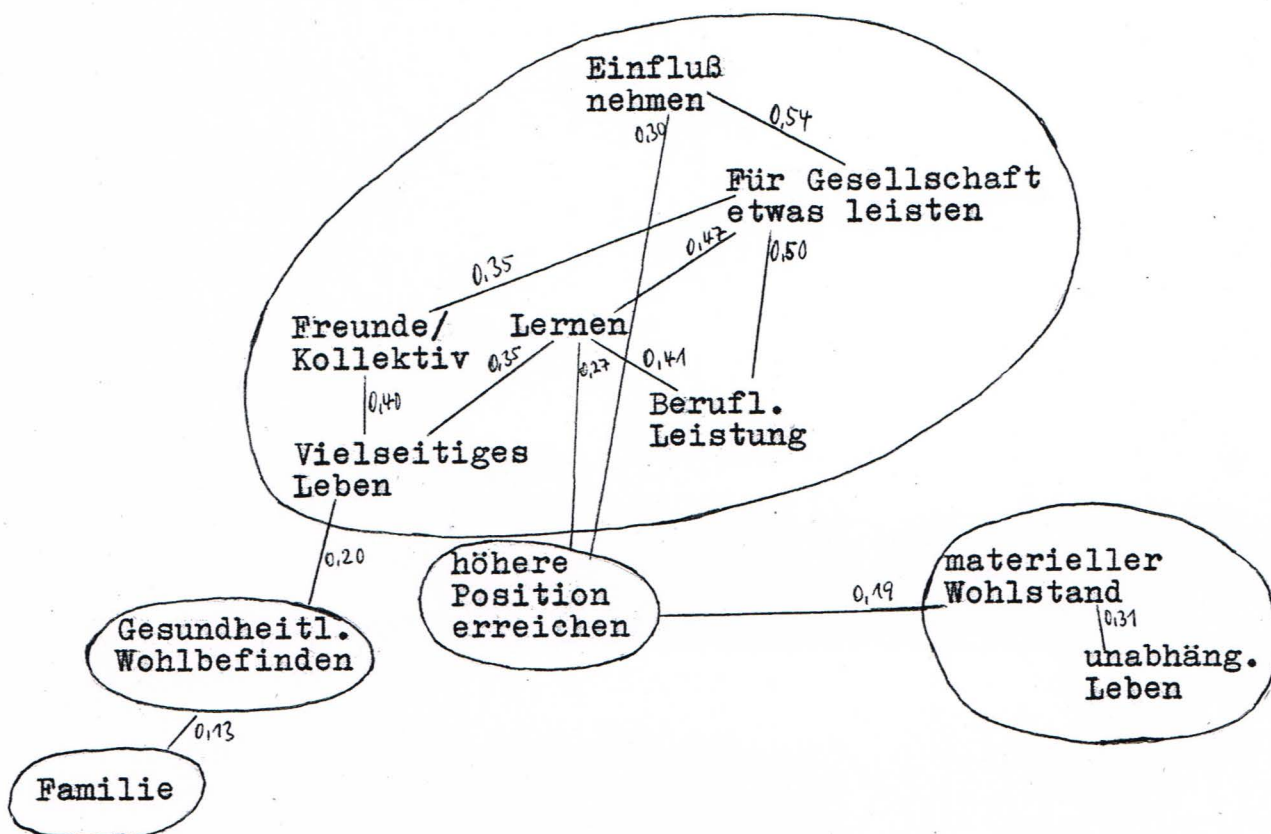 Einfluß
nehmen
0,54
0,30
Für Gesellschaft
etwas leisten
0,47
0,50
0,35
Freunde/
Kollektiv
Lernen
0,35
0,27
0,41
0,40
Berufl.
Leistung
Vielseitiges
Leben
0,20
höhere
Position
erreichen
0,19
materieller
Wohlstand
0,31
unabhäng.
Leben
Gesundheitl.
Wohlbefinden
0,13
Familie